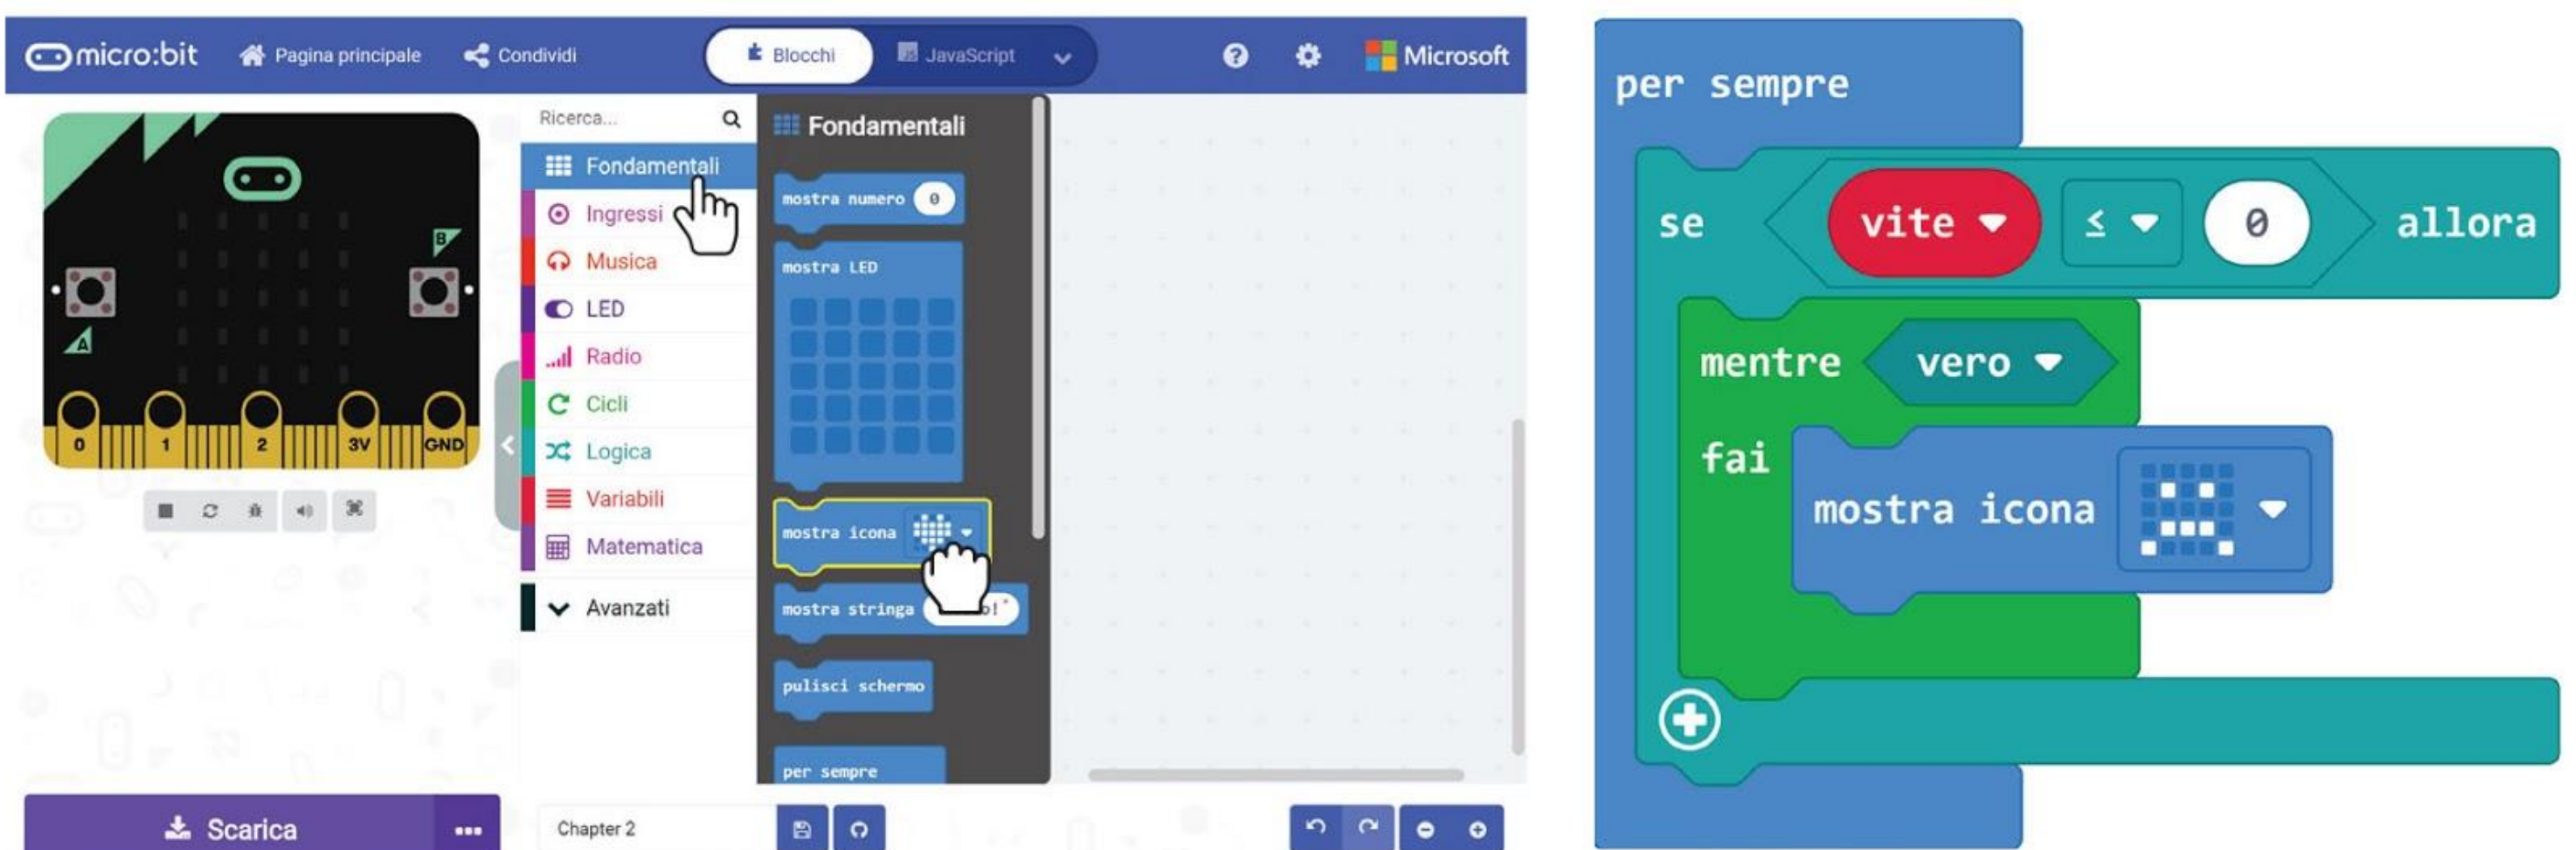 micro:bit Pagina principale Condividi Blocchi JavaScript Microsoft
B
A
0 1 2 3V GND
Ricerca...
Fondamentali
Ingressi
Musica
LED
Radio
Cicli
Logica
Variabili
Matematica
Avanzati
Fondamentali
mostra numero 0
mostra LED
mostra icona
mostra stringa o!"
pulisci schermo
per sempre
Scarica ...
Chapter 2
per sempre
se vite ≤ 0 allora
mentre vero
fai
mostra icona